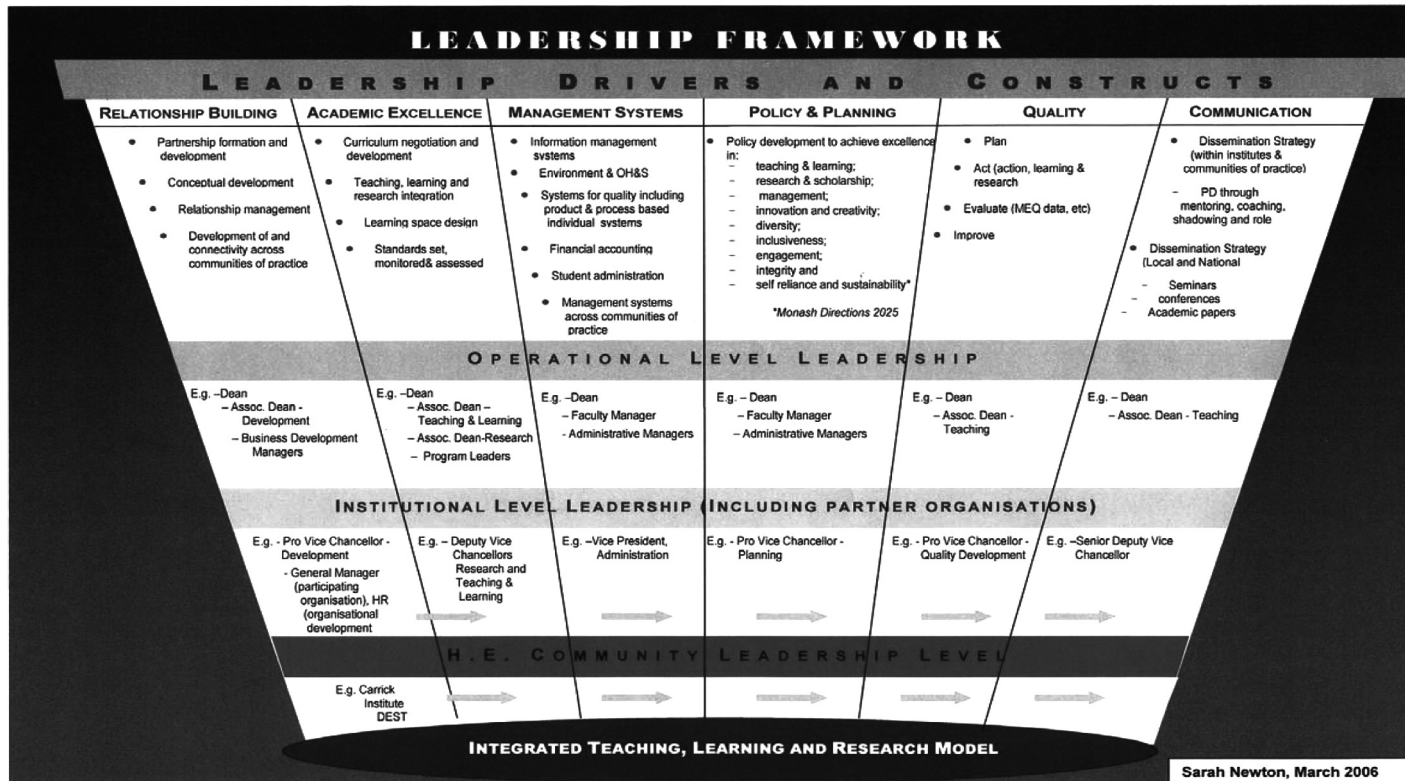 LEADERSHIP FRAMEWORK
LEADERSHIP DRIVERS AND CONSTRUCTS
RELATIONSHIP BUILDING
• Partnership formation and
development
• Conceptual development
• Relationship management
• Development of and
connectivity across
communities of practice
ACADEMIC EXCELLENCE
• Curriculum negotiation and
development
• Teaching, learning and
research integration
• Learning space design
• Standards set,
monitored& assessed
MANAGEMENT SYSTEMS
• Information management
systems
• Environment & OH&S
• Systems for quality including
product & process based
individual systems
• Financial accounting
• Student administration
• Management systems
across communities of
practice
POLICY & PLANNING
• Policy development to achieve excellence
in:
– teaching & learning;
– research & scholarship;
– management;
– innovation and creativity;
– diversity;
– inclusiveness;
– engagement;
– integrity and
– self reliance and sustainability*
*Monash Directions 2025
QUALITY
• Plan
• Act (action, learning &
research
• Evaluate (MEQ data, etc)
• Improve
COMMUNICATION
• Dissemination Strategy
(within institutes &
communities of practice)
– PD through
mentoring, coaching,
shadowing and role
• Dissemination Strategy
(Local and National
– Seminars
– conferences
– Academic papers
OPERATIONAL LEVEL LEADERSHIP
E.g. –Dean
– Assoc. Dean -
Development
– Business Development
Managers
E.g. –Dean
– Assoc. Dean –
Teaching & Learning
– Assoc. Dean-Research
– Program Leaders
E.g. –Dean
– Faculty Manager
- Administrative Managers
E.g. – Dean
– Faculty Manager
– Administrative Managers
E.g. – Dean
– Assoc. Dean -
Teaching
E.g. – Dean
– Assoc. Dean - Teaching
INSTITUTIONAL LEVEL LEADERSHIP (INCLUDING PARTNER ORGANISATIONS)
E.g. - Pro Vice Chancellor -
Development
- General Manager
(participating
organisation), HR
(organisational
development
E.g. – Deputy Vice
Chancellors
Research and
Teaching &
Learning
E.g. –Vice President,
Administration
E.g. - Pro Vice Chancellor -
Planning
E.g. - Pro Vice Chancellor -
Quality Development
E.g. –Senior Deputy Vice
Chancellor
H.E. COMMUNITY LEADERSHIP LEVEL
E.g. Carrick
Institute
DEST
INTEGRATED TEACHING, LEARNING AND RESEARCH MODEL
Sarah Newton, March 2006